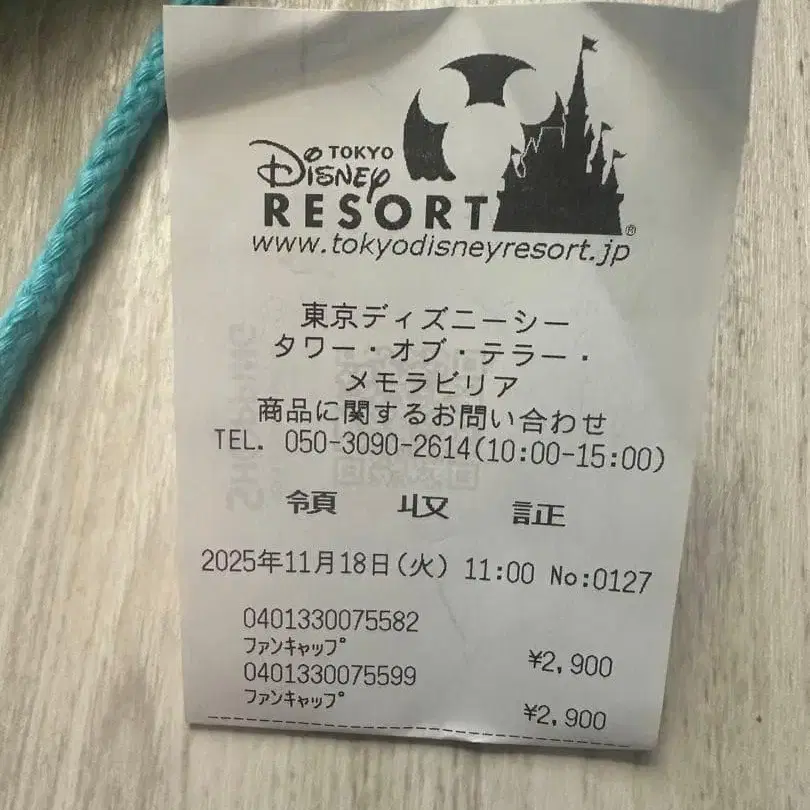 TOKYO
Disney
RESORT®
www.tokyodisneyresort.jp
東京ディズニーシー
タワー・オブ・テラー・
メモラビリア
商品に関するお問い合わせ
TEL. 050-3090-2614(10:00-15:00)
領 収 証
2025年11月18日(火) 11:00 No:0127
0401330075582
ﾌｧﾝｷｬｯﾌﾟ ¥2,900
0401330075599
ﾌｧﾝｷｬｯﾌﾟ ¥2,900